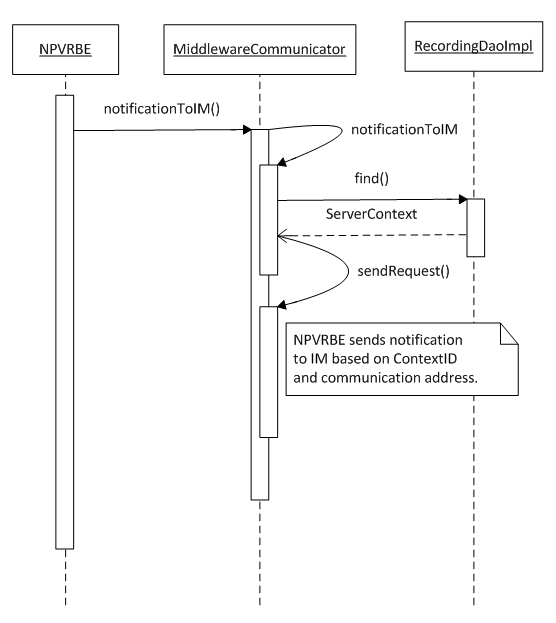 NPVRBE
MiddlewareCommunicator
RecordingDaoImpl
notificationToIM()
notificationToIM
find()
ServerContext
sendRequest()
NPVRBE sends notification
to IM based on ContextID
and communication address.